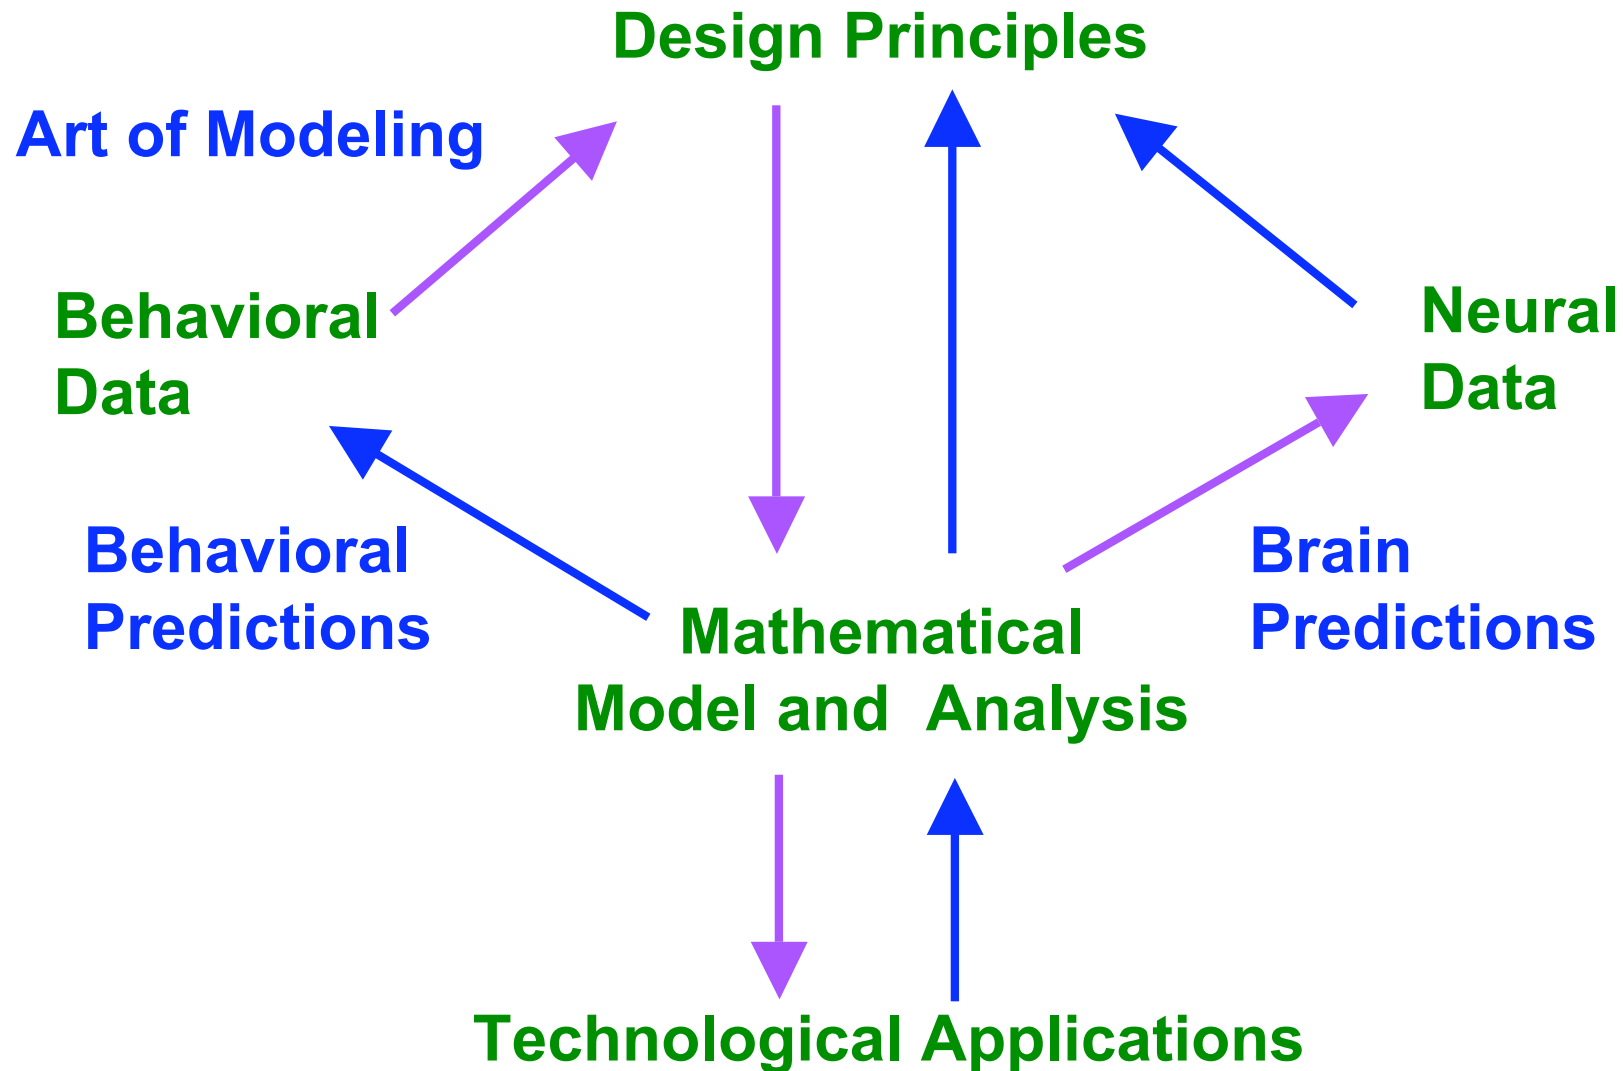 Design Principles
Art of Modeling
Behavioral
Data
Neural
Data
Behavioral
Predictions
Brain
Predictions
Mathematical
Model and  Analysis
Technological Applications